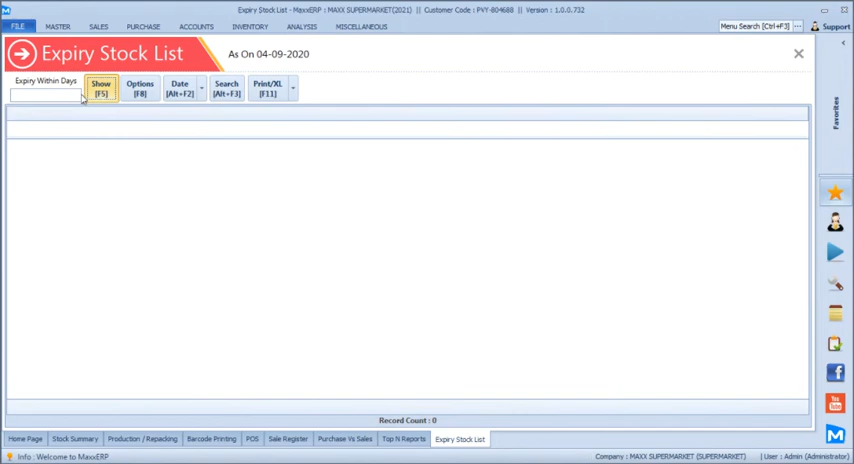 Expiry Stock List - MaxxERP : MAXX SUPERMARKET(2021) || Customer Code : PVY-804688 || Version : 1.0.0.732
FILE MASTER SALES PURCHASE ACCOUNTS INVENTORY ANALYSIS MISCELLANEOUS Menu Search [Ctrl+F3] ... Support
Expiry Stock List As On 04-09-2020
Expiry Within Days
Show [F5]
Options [F8]
Date [Alt+F2]
Search [Alt+F3]
Print/XL [F11]
Favorites
You Tube
Record Count : 0
Home Page Stock Summary Production / Repacking Barcode Printing POS Sale Register Purchase Vs Sales Top N Reports Expiry Stock List
Info : Welcome to MaxxERP Company : MAXX SUPERMARKET (SUPERMARKET) | User : Admin (Administrator)